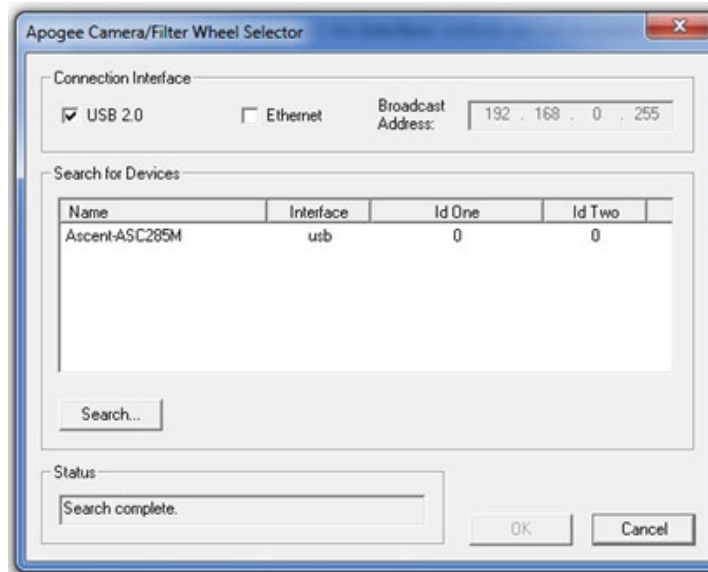 Apogee Camera/Filter Wheel Selector
Connection Interface
USB 2.0 Ethernet Broadcast Address: 192 . 168 . 0 . 255
Search for Devices
Name Interface Id One Id Two
Ascent-ASC285M usb 0 0
Search...
Status
Search complete.
OK Cancel